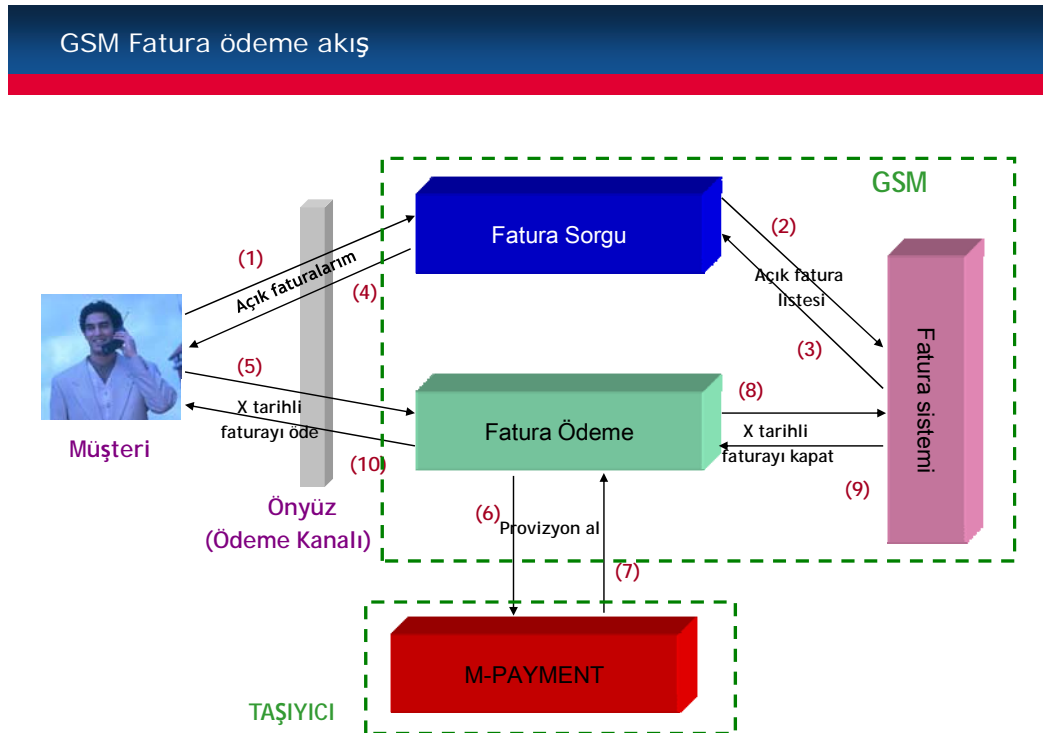 GSM Fatura ödeme akış
GSM
Fatura Sorgu
(1)
(2)
Açık faturalarım
(4)
Açık fatura
listesi
(3)
Fatura sistemi
(5)
X tarihli
faturayı öde
(10)
Müşteri
Fatura Ödeme
(8)
X tarihli
faturayı kapat
(9)
Önyüz
(Ödeme Kanalı)
(6)
Provizyon al
(7)
M-PAYMENT
TAŞIYICI